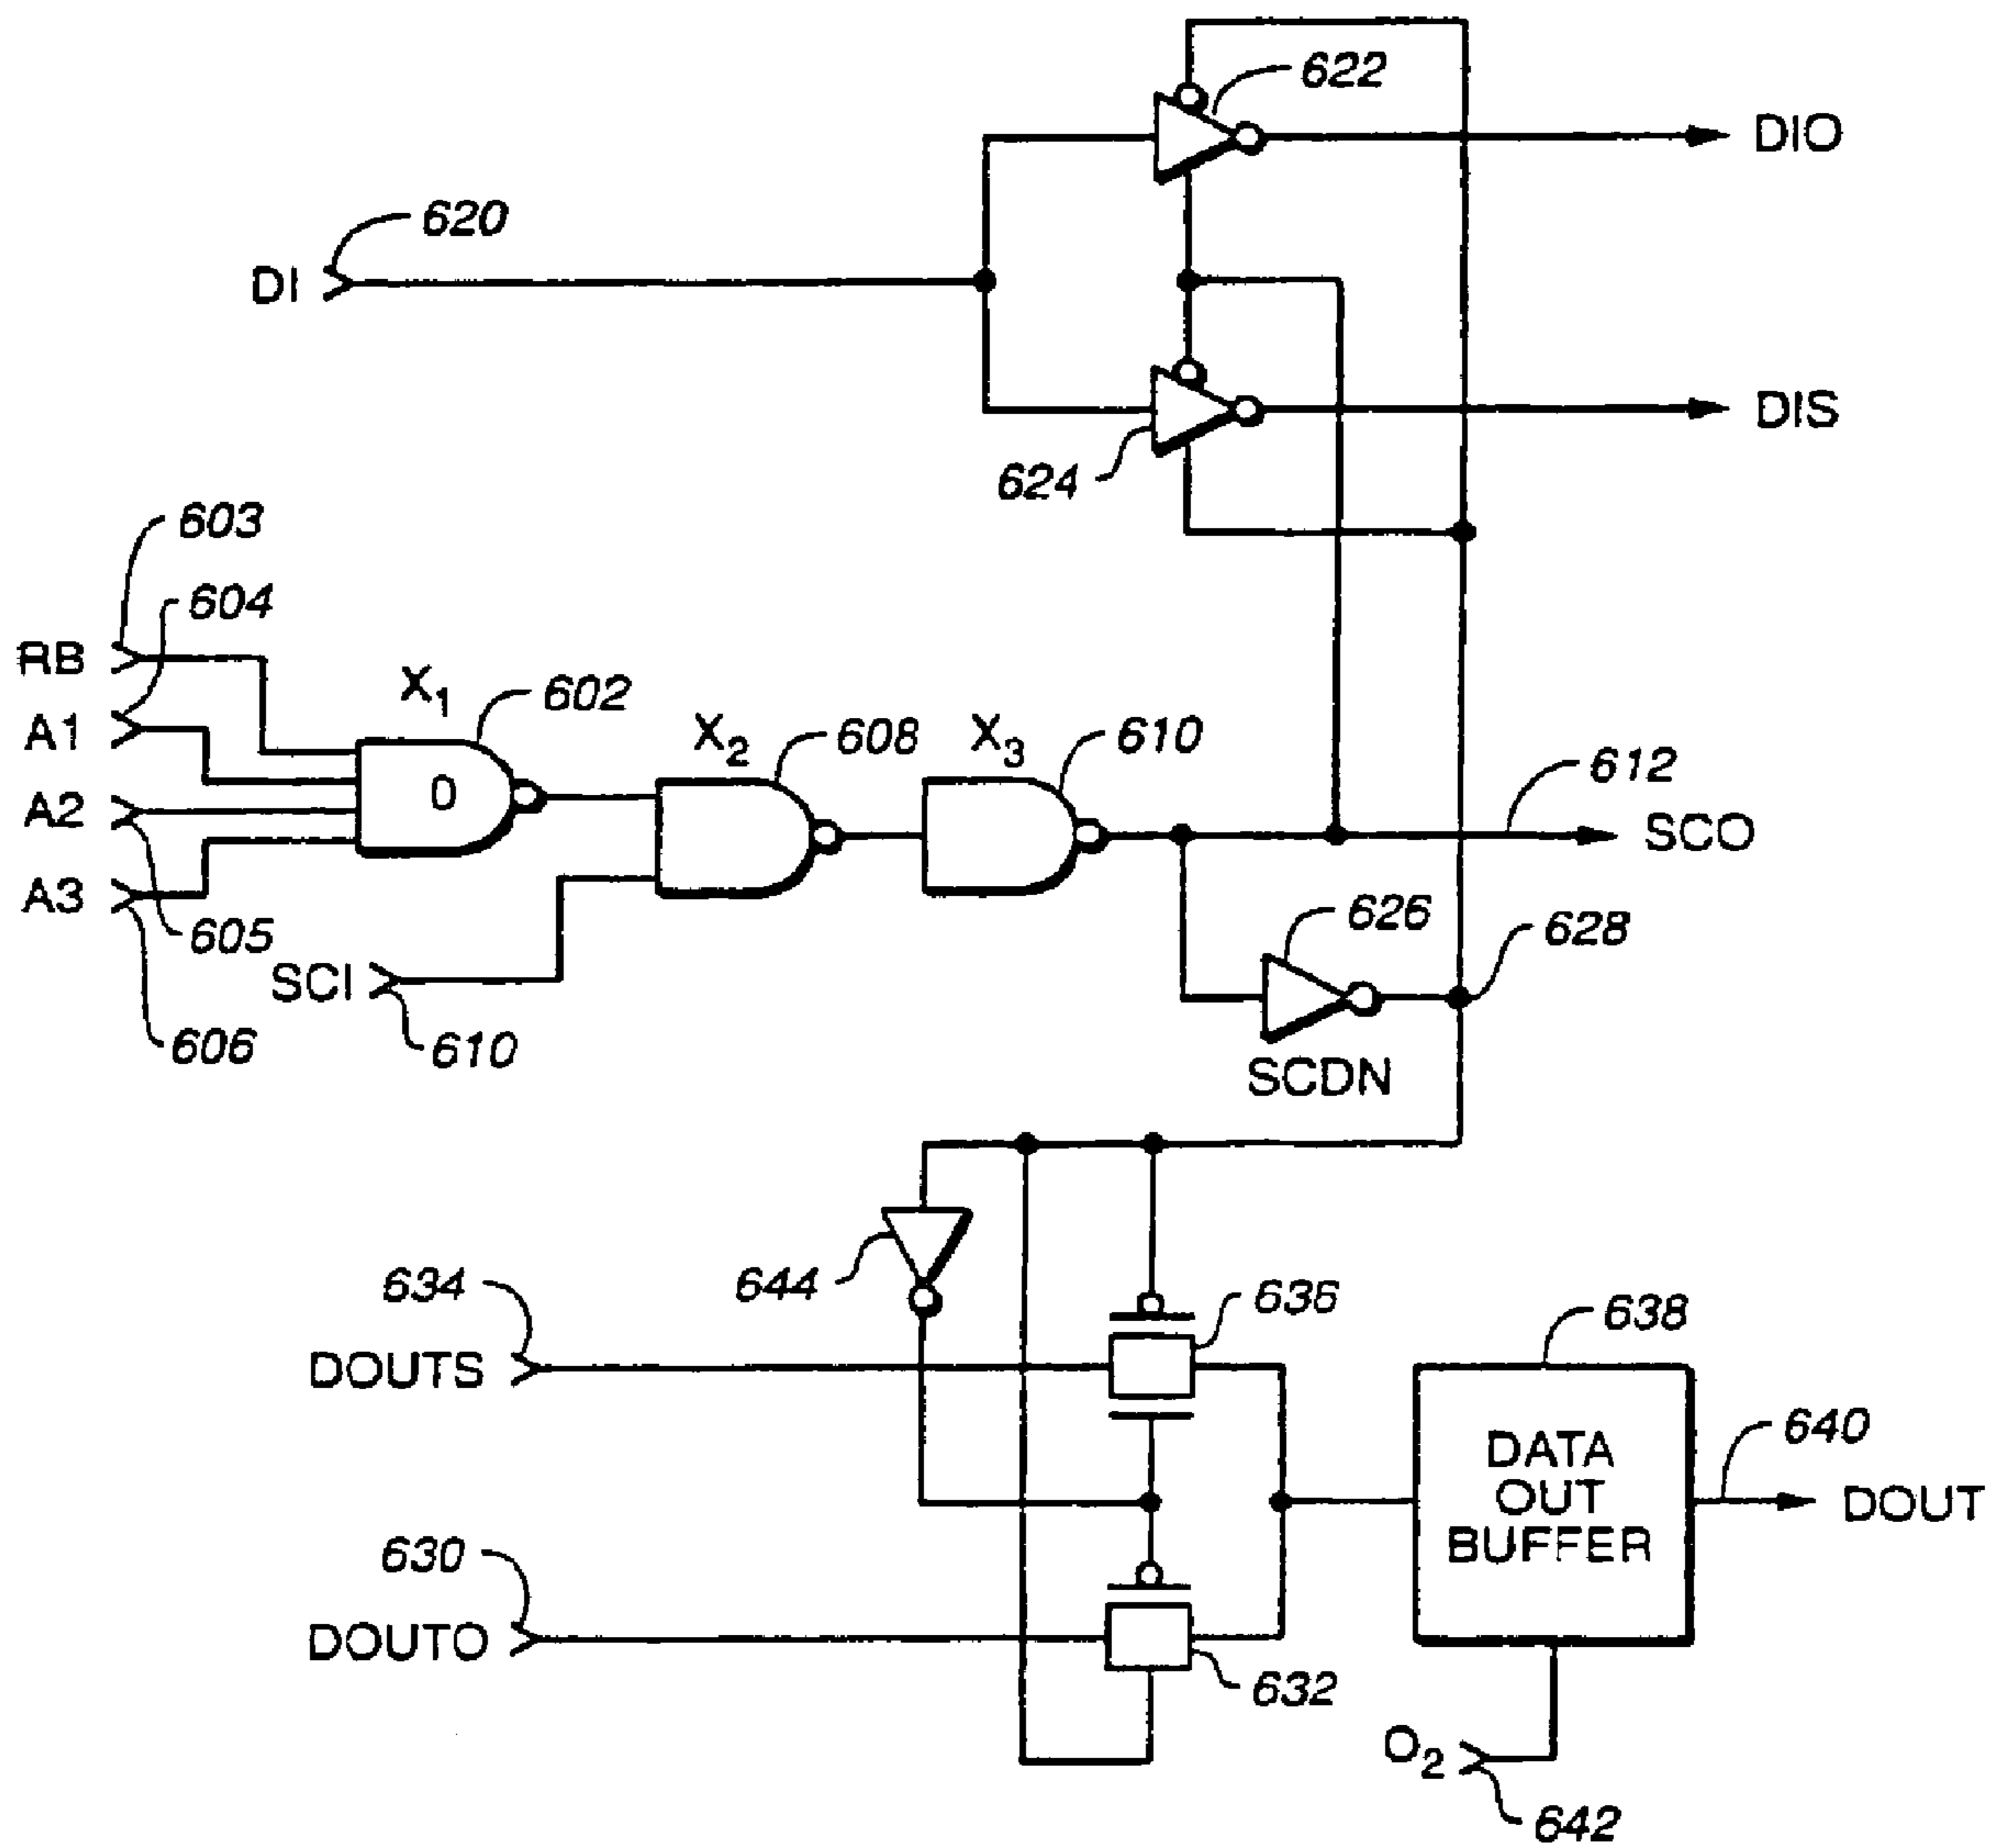 622
DIO
620
DI
DIS
624
603
604
RB
X1
602
A1
X2
608
X3
610
0
612
A2
SCO
A3
605
626
628
SCI
606
610
SCDN
634
644
636
638
DOUTS
640
DATA
OUT
BUFFER
DOUT
630
DOUTO
632
O2
642